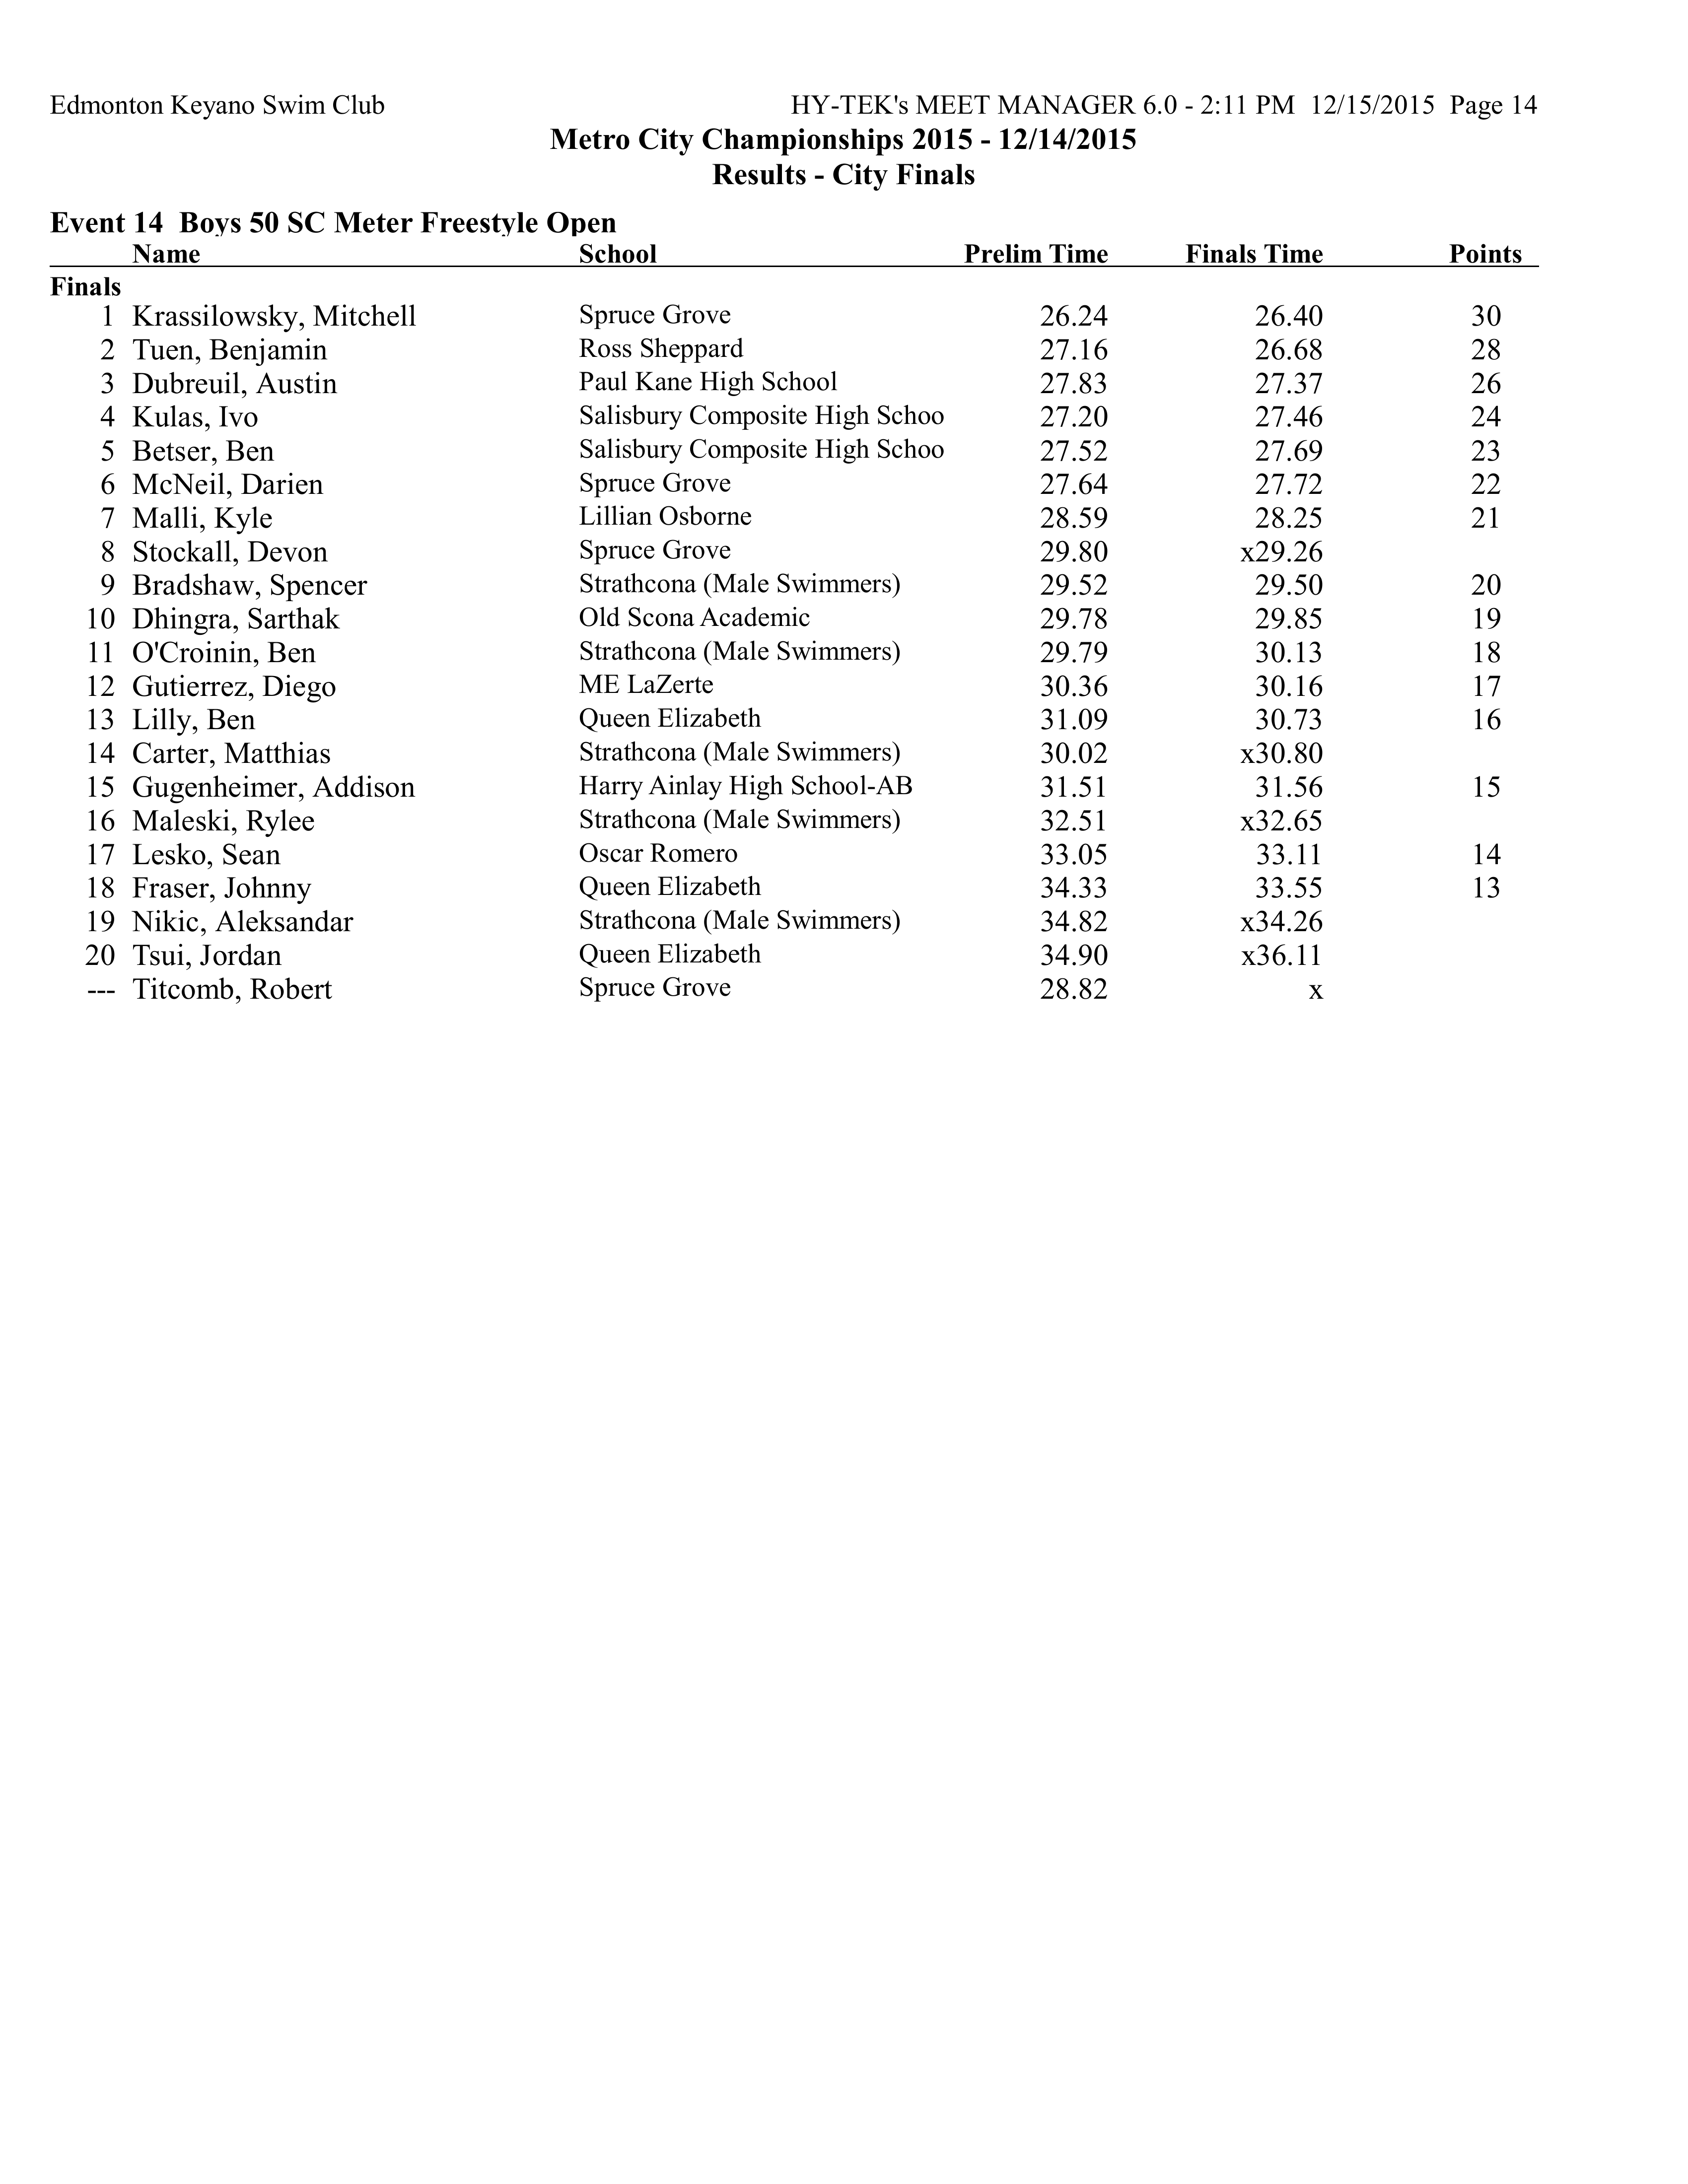 Edmonton Keyano Swim Club HY-TEK's MEET MANAGER 6.0 - 2:11 PM 12/15/2015 Page 14
Metro City Championships 2015 - 12/14/2015
Results - City Finals
Event 14 Boys 50 SC Meter Freestyle Open
Name School Prelim Time Finals Time Points
Finals
1 Krassilowsky, Mitchell Spruce Grove 26.24 26.40 30
2 Tuen, Benjamin Ross Sheppard 27.16 26.68 28
3 Dubreuil, Austin Paul Kane High School 27.83 27.37 26
4 Kulas, Ivo Salisbury Composite High Schoo 27.20 27.46 24
5 Betser, Ben Salisbury Composite High Schoo 27.52 27.69 23
6 McNeil, Darien Spruce Grove 27.64 27.72 22
7 Malli, Kyle Lillian Osborne 28.59 28.25 21
8 Stockall, Devon Spruce Grove 29.80 x29.26
9 Bradshaw, Spencer Strathcona (Male Swimmers) 29.52 29.50 20
10 Dhingra, Sarthak Old Scona Academic 29.78 29.85 19
11 O'Croinin, Ben Strathcona (Male Swimmers) 29.79 30.13 18
12 Gutierrez, Diego ME LaZerte 30.36 30.16 17
13 Lilly, Ben Queen Elizabeth 31.09 30.73 16
14 Carter, Matthias Strathcona (Male Swimmers) 30.02 x30.80
15 Gugenheimer, Addison Harry Ainlay High School-AB 31.51 31.56 15
16 Maleski, Rylee Strathcona (Male Swimmers) 32.51 x32.65
17 Lesko, Sean Oscar Romero 33.05 33.11 14
18 Fraser, Johnny Queen Elizabeth 34.33 33.55 13
19 Nikic, Aleksandar Strathcona (Male Swimmers) 34.82 x34.26
20 Tsui, Jordan Queen Elizabeth 34.90 x36.11
--- Titcomb, Robert Spruce Grove 28.82 x